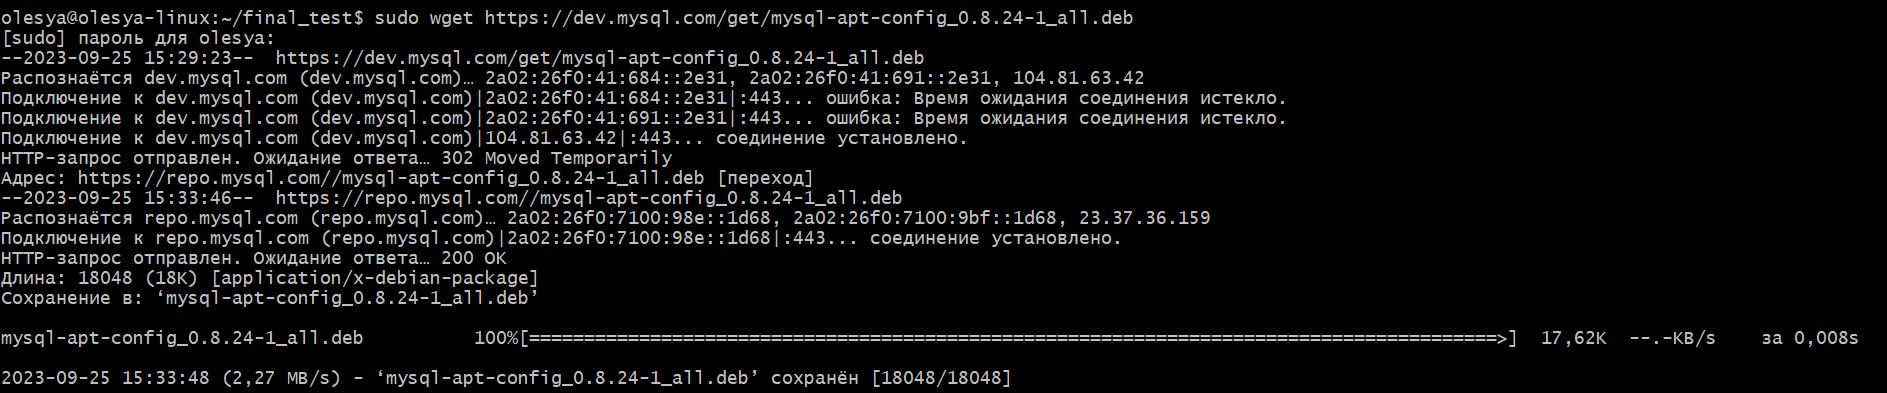 olesya@olesya-linux:~/final_test$ sudo wget https://dev.mysql.com/get/mysql-apt-config_0.8.24-1_all.deb
[sudo] пароль для olesya:
--2023-09-25 15:29:23--  https://dev.mysql.com/get/mysql-apt-config_0.8.24-1_all.deb
Распознаётся dev.mysql.com (dev.mysql.com)… 2a02:26f0:41:684::2e31, 2a02:26f0:41:691::2e31, 104.81.63.42
Подключение к dev.mysql.com (dev.mysql.com)|2a02:26f0:41:684::2e31|:443... ошибка: Время ожидания соединения истекло.
Подключение к dev.mysql.com (dev.mysql.com)|2a02:26f0:41:691::2e31|:443... ошибка: Время ожидания соединения истекло.
Подключение к dev.mysql.com (dev.mysql.com)|104.81.63.42|:443... соединение установлено.
HTTP-запрос отправлен. Ожидание ответа… 302 Moved Temporarily
Адрес: https://repo.mysql.com//mysql-apt-config_0.8.24-1_all.deb [переход]
--2023-09-25 15:33:46--  https://repo.mysql.com//mysql-apt-config_0.8.24-1_all.deb
Распознаётся repo.mysql.com (repo.mysql.com)… 2a02:26f0:7100:98e::1d68, 2a02:26f0:7100:9bf::1d68, 23.37.36.159
Подключение к repo.mysql.com (repo.mysql.com)|2a02:26f0:7100:98e::1d68|:443... соединение установлено.
HTTP-запрос отправлен. Ожидание ответа… 200 OK
Длина: 18048 (18K) [application/x-debian-package]
Сохранение в: ‘mysql-apt-config_0.8.24-1_all.deb’
mysql-apt-config_0.8.24-1_all.deb          100%[========================================================================================>]  17,62K  --.-KB/s    за 0,008s
2023-09-25 15:33:48 (2,27 MB/s) - ‘mysql-apt-config_0.8.24-1_all.deb’ сохранён [18048/18048]